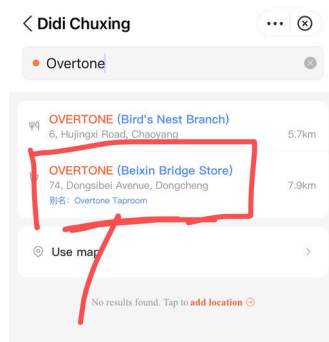 Didi Chuxing
Overtone
OVERTONE (Bird's Nest Branch)
6, Hujingxi Road, Chaoyang
5.7km
OVERTONE (Beixin Bridge Store)
74, Dongsibei Avenue, Dongcheng
7.9km
别名: Overtone Taproom
Use map
No results found. Tap to add location